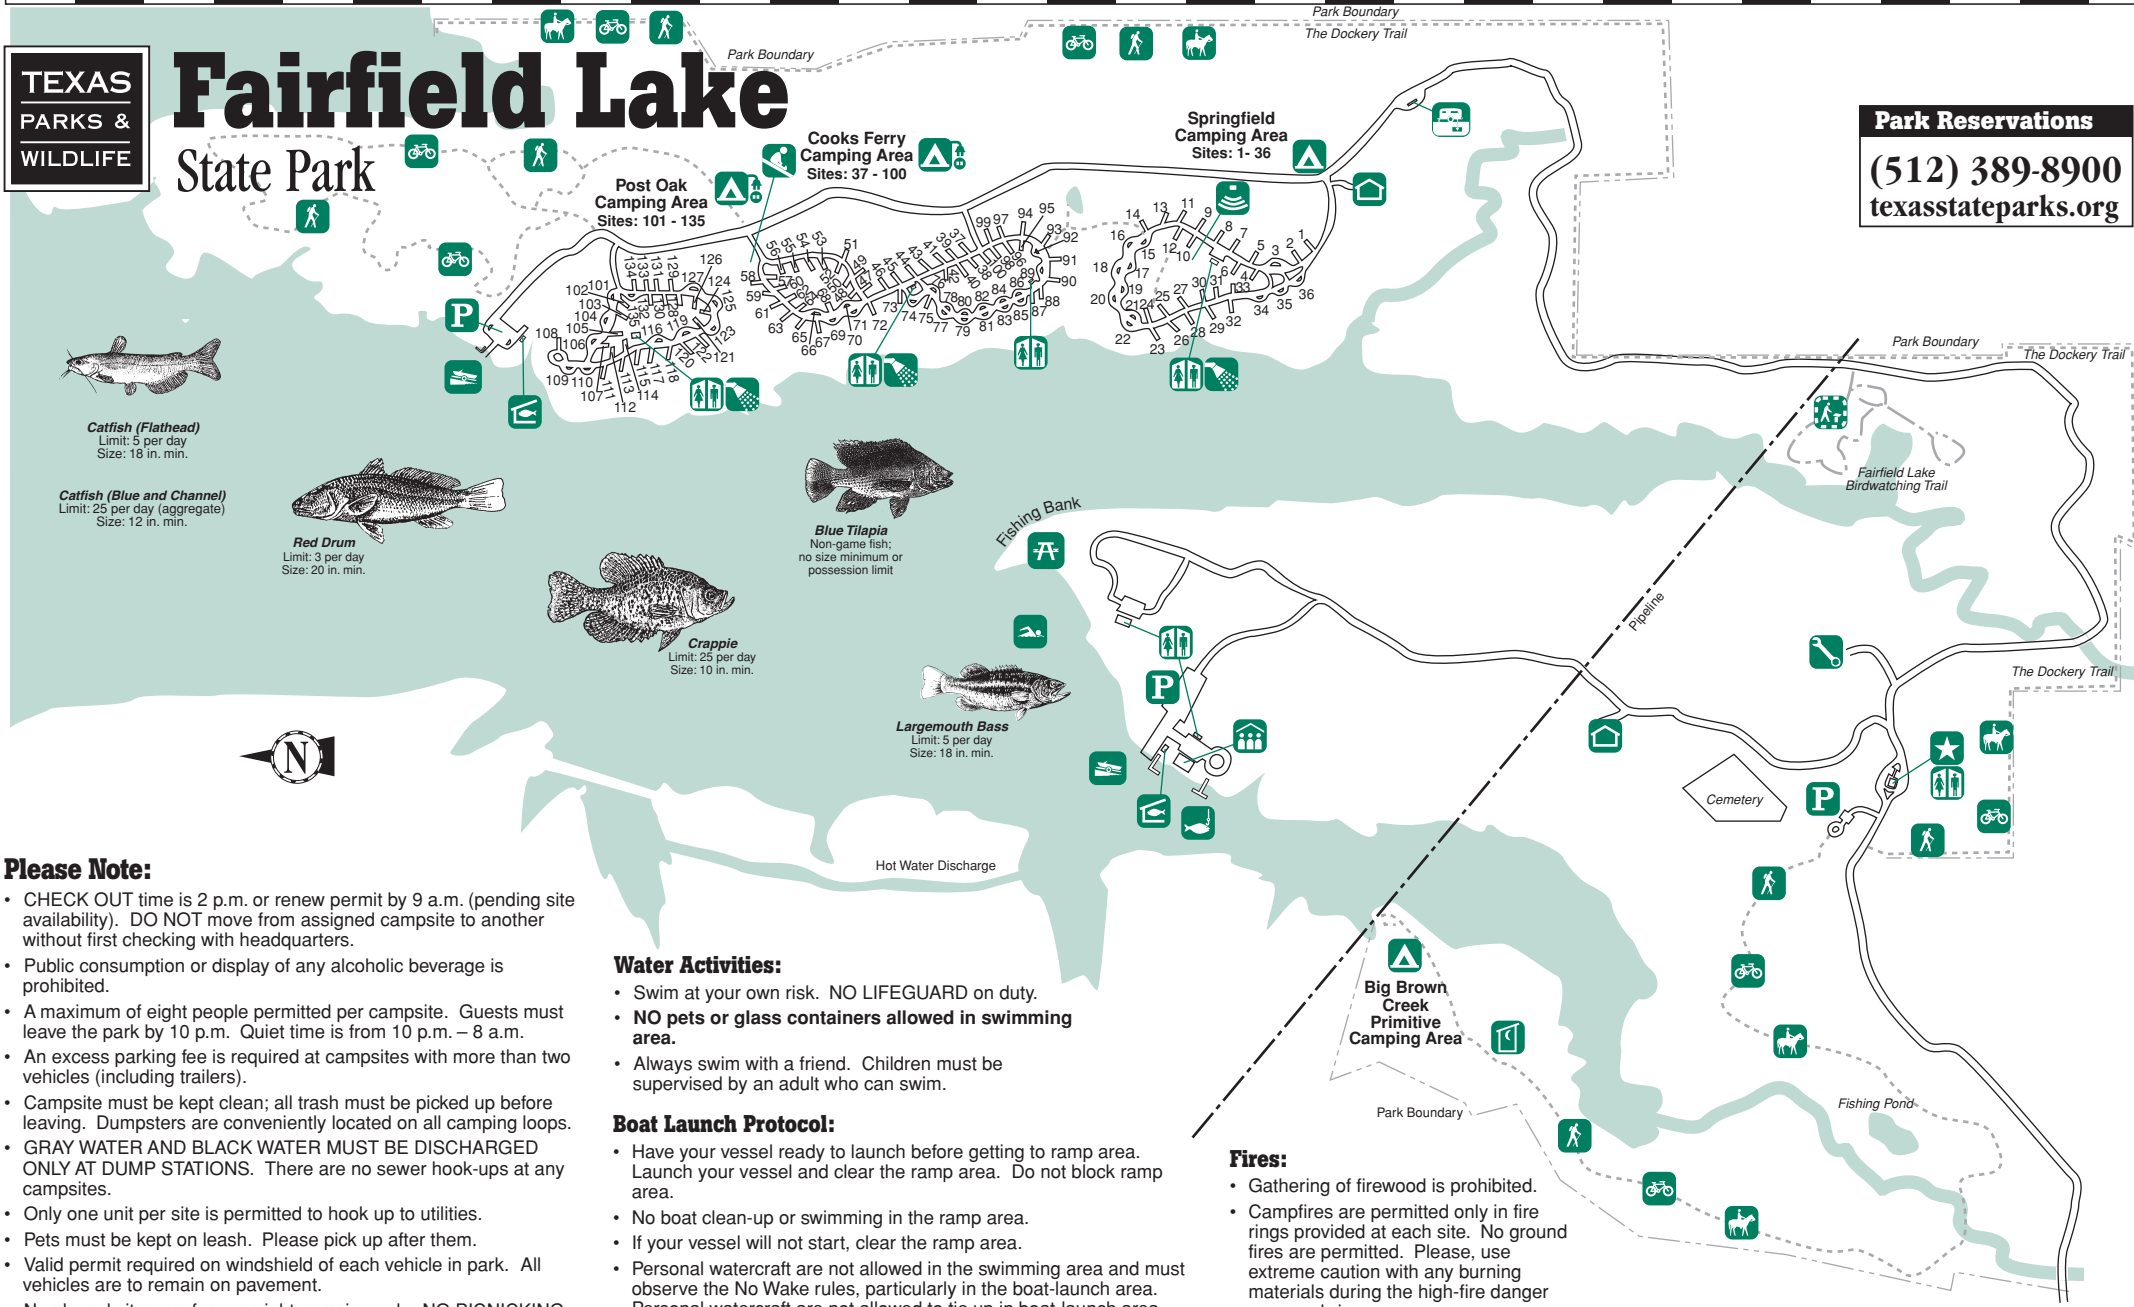 TEXAS
PARKS &
WILDLIFE
Fairfield Lake
State Park
Park Boundary
Park Boundary
The Dockery Trail
Park Reservations
(512) 389-8900
texasstateparks.org
Springfield
Camping Area
Sites: 1- 36
Cooks Ferry
Camping Area
Sites: 37 - 100
Post Oak
Camping Area
Sites: 101 - 135
P
Park Boundary
The Dockery Trail
Fairfield Lake
Birdwatching Trail
Catfish (Flathead)
Limit: 5 per day
Size: 18 in. min.
Catfish (Blue and Channel)
Limit: 25 per day (aggregate)
Size: 12 in. min.
Red Drum
Limit: 3 per day
Size: 20 in. min.
Blue Tilapia
Non-game fish;
no size minimum or
possession limit
Crappie
Limit: 25 per day
Size: 10 in. min.
Largemouth Bass
Limit: 5 per day
Size: 18 in. min.
Fishing Bank
Pipeline
P
The Dockery Trail
Cemetery
P
N
Hot Water Discharge
Big Brown
Creek
Primitive
Camping Area
Park Boundary
Fishing Pond
Please Note:
• CHECK OUT time is 2 p.m. or renew permit by 9 a.m. (pending site
availability). DO NOT move from assigned campsite to another
without first checking with headquarters.
• Public consumption or display of any alcoholic beverage is
prohibited.
• A maximum of eight people permitted per campsite. Guests must
leave the park by 10 p.m. Quiet time is from 10 p.m. – 8 a.m.
• An excess parking fee is required at campsites with more than two
vehicles (including trailers).
• Campsite must be kept clean; all trash must be picked up before
leaving. Dumpsters are conveniently located on all camping loops.
• GRAY WATER AND BLACK WATER MUST BE DISCHARGED
ONLY AT DUMP STATIONS. There are no sewer hook-ups at any
campsites.
• Only one unit per site is permitted to hook up to utilities.
• Pets must be kept on leash. Please pick up after them.
• Valid permit required on windshield of each vehicle in park. All
vehicles are to remain on pavement.
Water Activities:
• Swim at your own risk. NO LIFEGUARD on duty.
• NO pets or glass containers allowed in swimming
area.
• Always swim with a friend. Children must be
supervised by an adult who can swim.
Boat Launch Protocol:
• Have your vessel ready to launch before getting to ramp area.
Launch your vessel and clear the ramp area. Do not block ramp
area.
• No boat clean-up or swimming in the ramp area.
• If your vessel will not start, clear the ramp area.
• Personal watercraft are not allowed in the swimming area and must
observe the No Wake rules, particularly in the boat-launch area.
Personal watercraft are not allowed to tie up in boat launch area
Fires:
• Gathering of firewood is prohibited.
• Campfires are permitted only in fire
rings provided at each site. No ground
fires are permitted. Please, use
extreme caution with any burning
materials during the high-fire danger